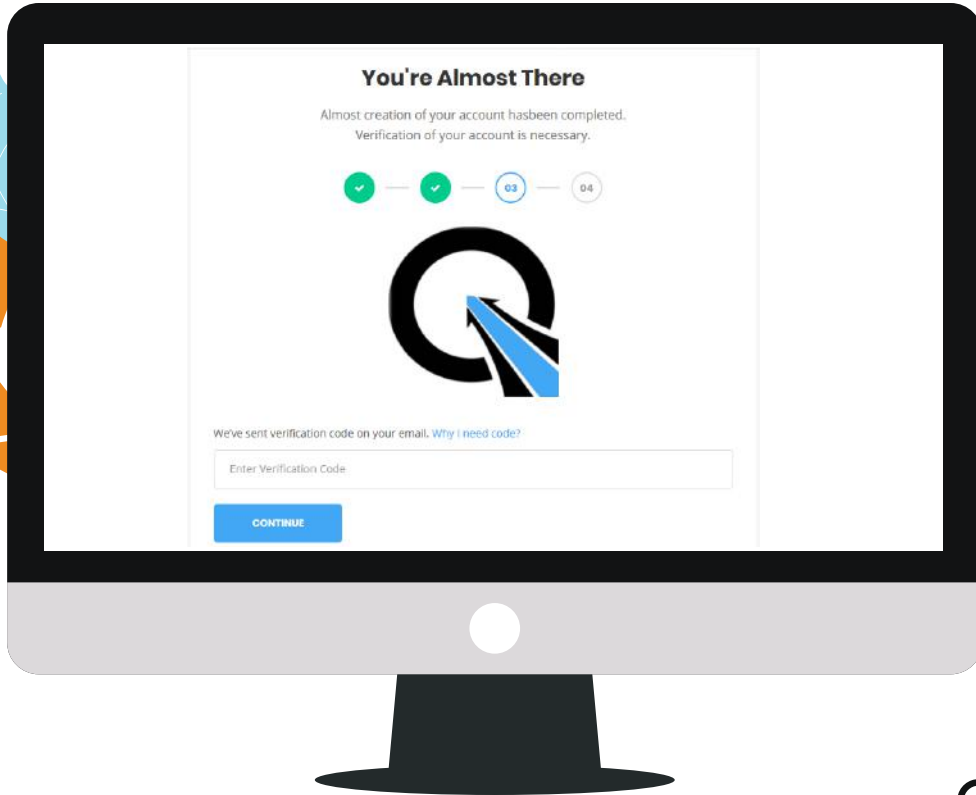 You're Almost There
Almost creation of your account hasbeen completed.
Verification of your account is necessary.
03
04
We've sent verification code on your email. Why I need code?
Enter Verification Code
CONTINUE